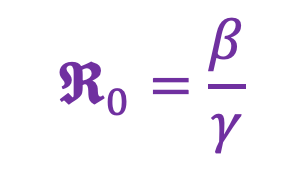 ℜ₀ = β/γ